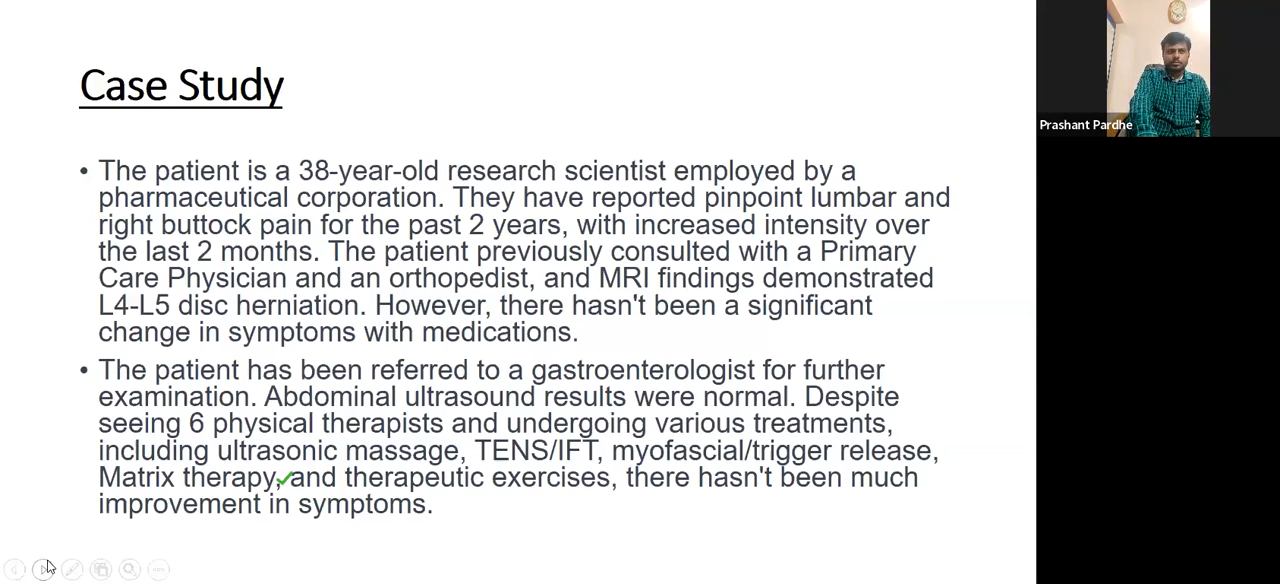 Case Study
• The patient is a 38-year-old research scientist employed by a
pharmaceutical corporation. They have reported pinpoint lumbar and
right buttock pain for the past 2 years, with increased intensity over
the last 2 months. The patient previously consulted with a Primary
Care Physician and an orthopedist, and MRI findings demonstrated
L4-L5 disc herniation. However, there hasn't been a significant
change in symptoms with medications.
• The patient has been referred to a gastroenterologist for further
examination. Abdominal ultrasound results were normal. Despite
seeing 6 physical therapists and undergoing various treatments,
including ultrasonic massage, TENS/IFT, myofascial/trigger release,
Matrix therapy, and therapeutic exercises, there hasn't been much
improvement in symptoms.
Prashant Pardhe